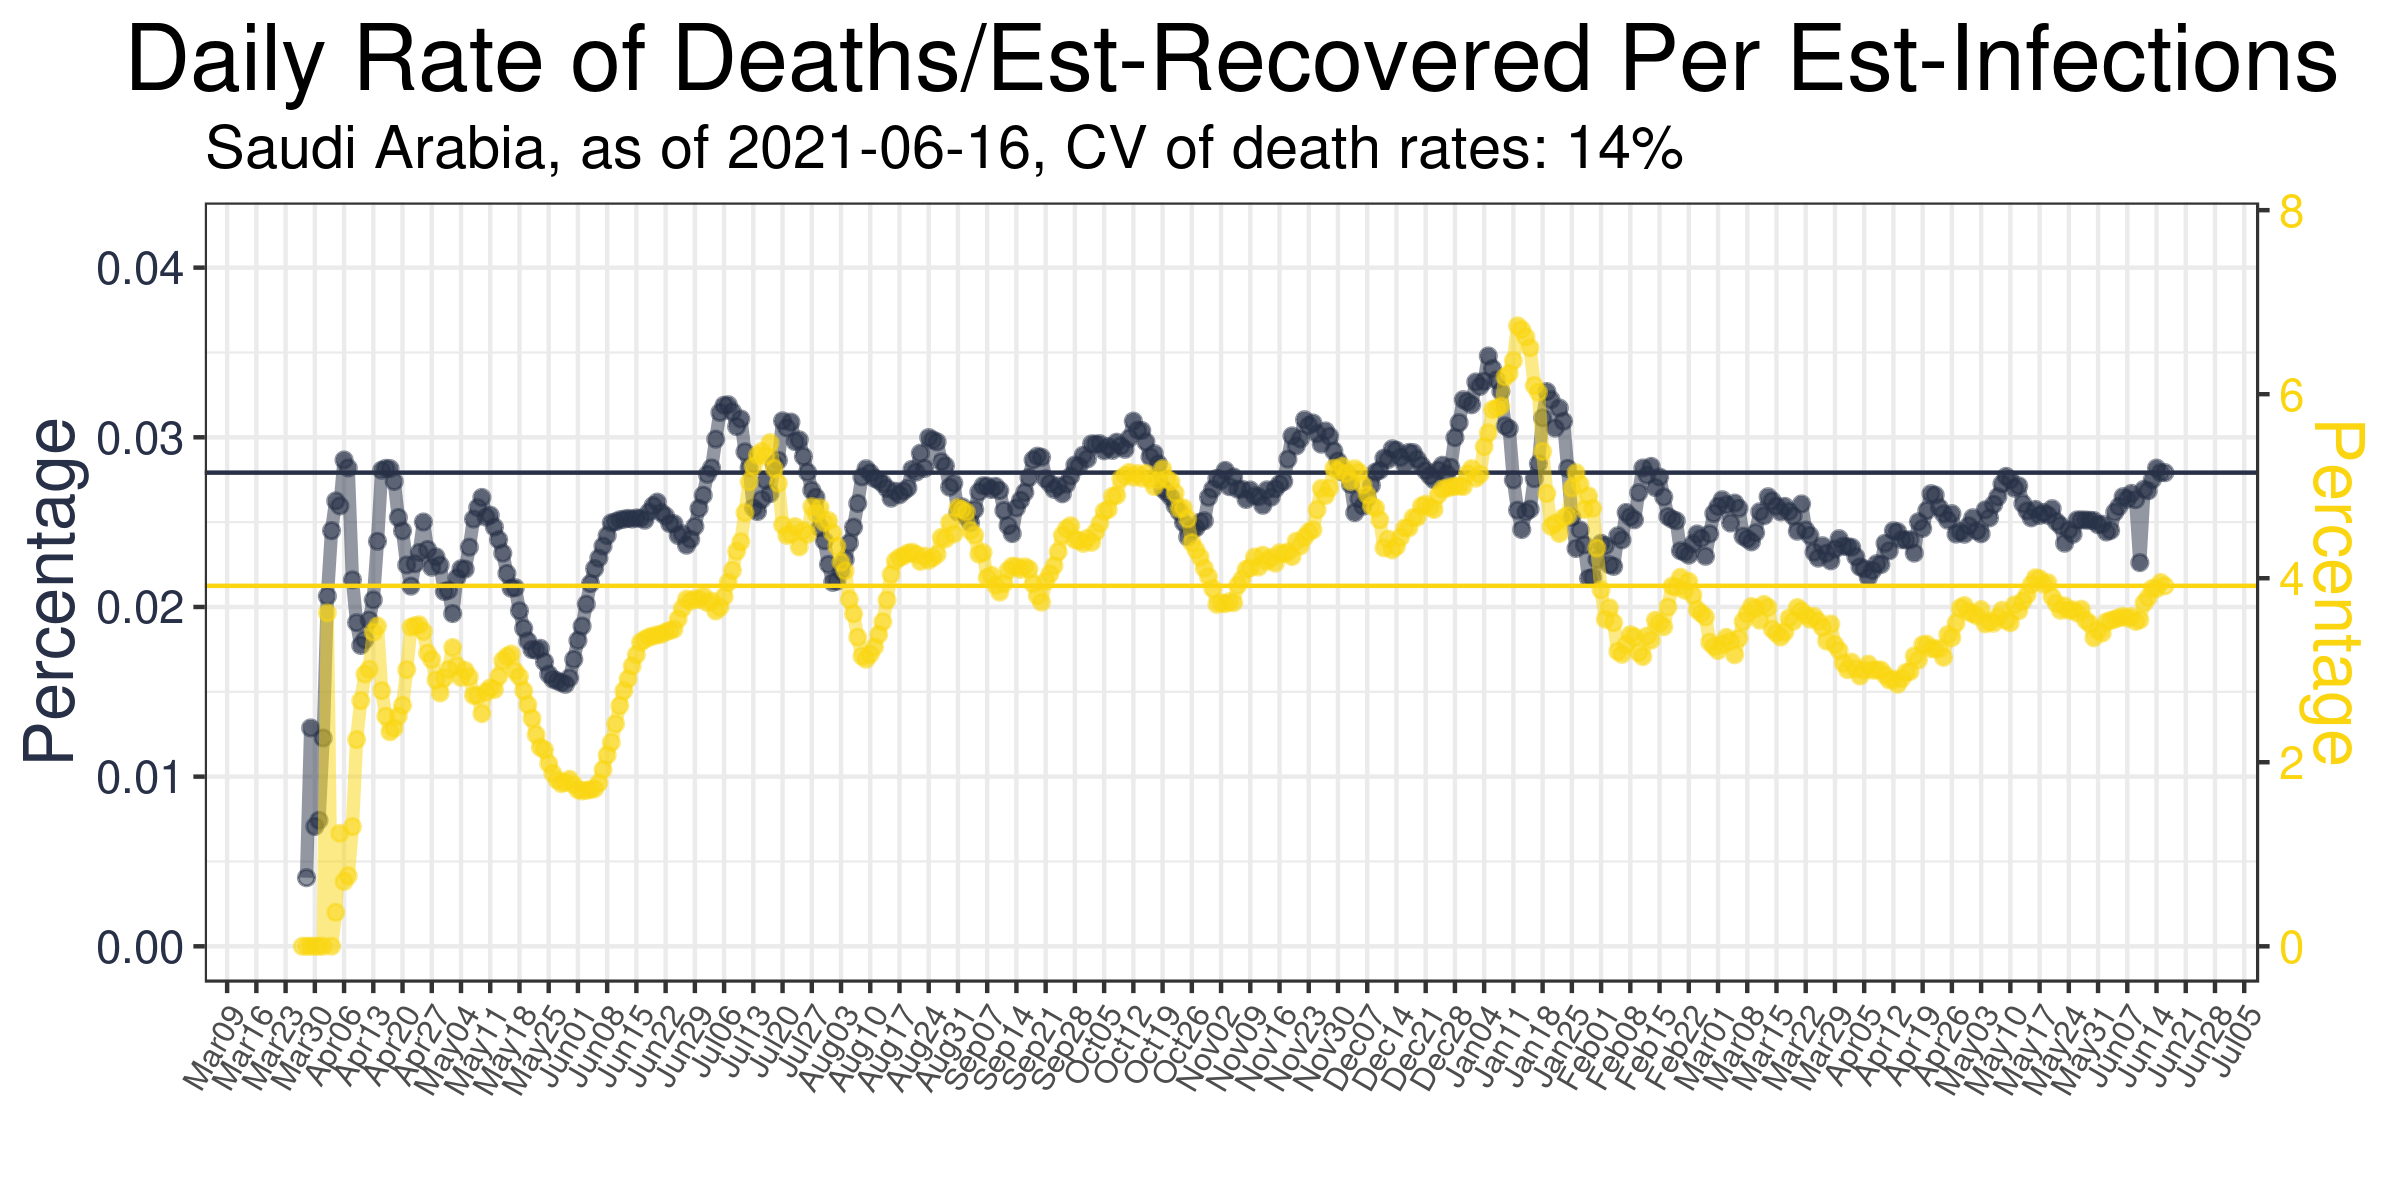 Daily Rate of Deaths/Est-Recovered Per Est-Infections
Saudi Arabia, as of 2021-06-16, CV of death rates: 14%
Percentage
0.04
0.03
0.02
0.01
0.00
8
6
4
2
0
Percentage
Mar09
Mar16
Mar23
Mar30
Apr06
Apr13
Apr20
Apr27
May04
May11
May18
May25
Jun01
Jun08
Jun15
Jun22
Jun29
Jul06
Jul13
Jul20
Jul27
Aug03
Aug10
Aug17
Aug24
Aug31
Sep07
Sep14
Sep21
Sep28
Oct05
Oct12
Oct19
Oct26
Nov02
Nov09
Nov16
Nov23
Nov30
Dec07
Dec14
Dec21
Dec28
Jan04
Jan11
Jan18
Jan25
Feb01
Feb08
Feb15
Feb22
Mar01
Mar08
Mar15
Mar22
Mar29
Apr05
Apr12
Apr19
Apr26
May03
May10
May17
May24
May31
Jun07
Jun14
Jun21
Jun28
Jul05